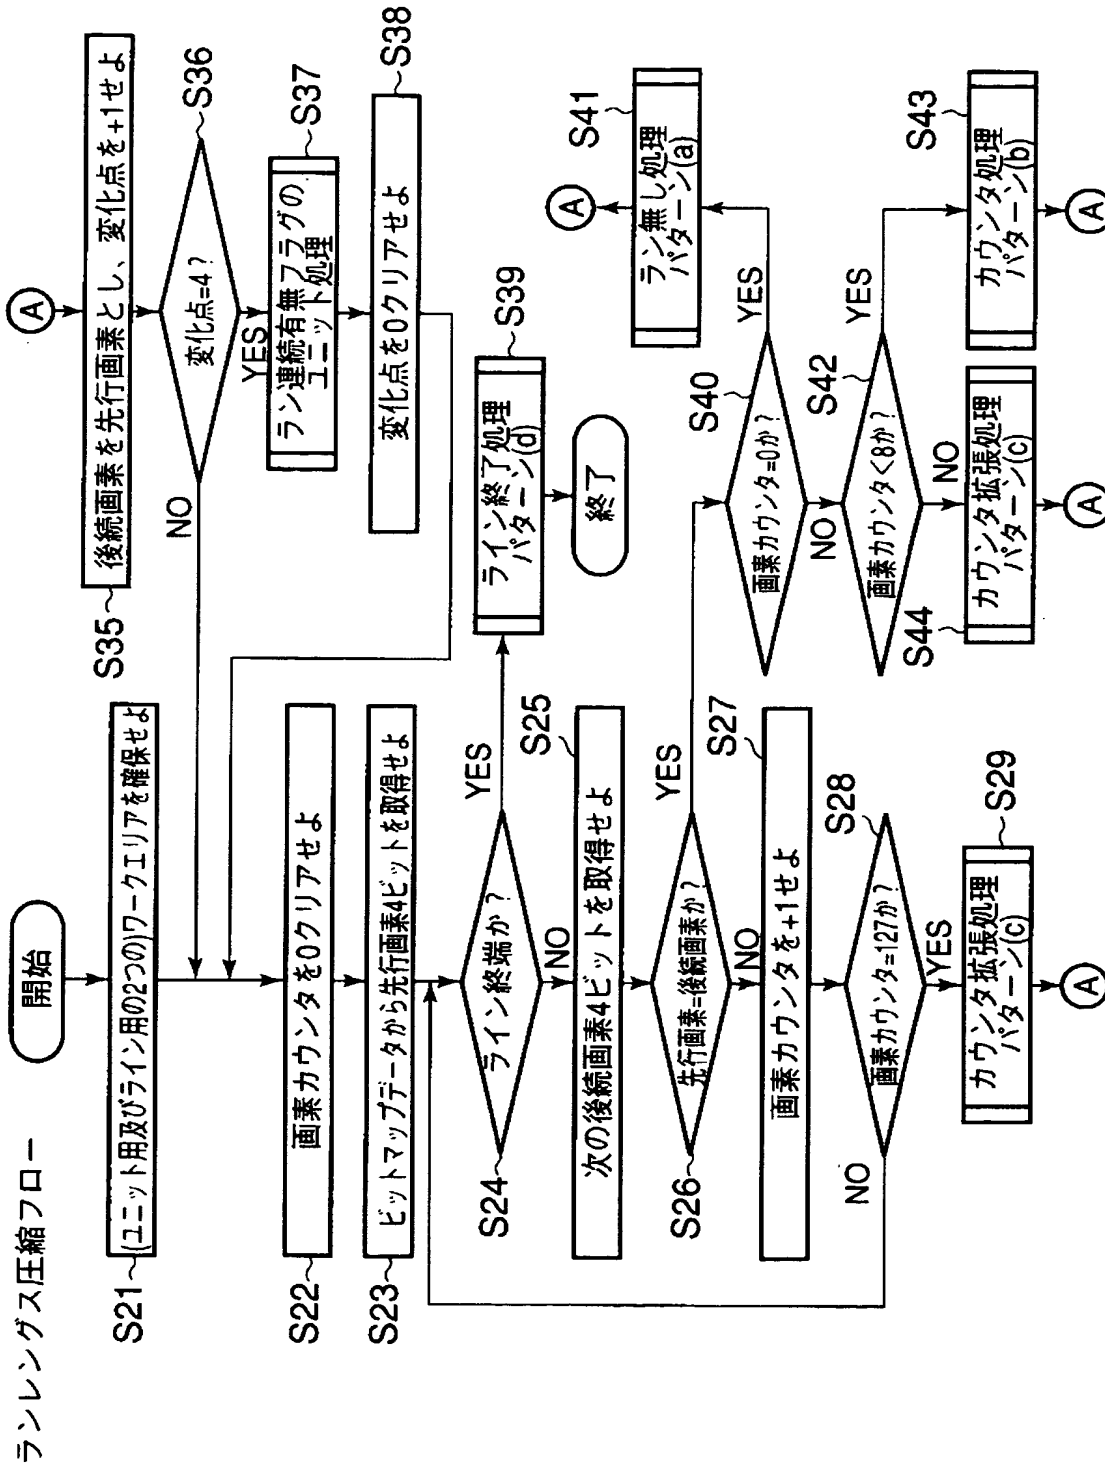 ランレングス圧縮フロー
開始
S21
(ユニット用及びライン用の2つの)ワークエリアを確保せよ
S22
画素カウンタを0クリアせよ
S23
ビットマップデータから先行画素4ビットを取得せよ
S24
ライン終端か?
YES
NO
S25
次の後続画素4ビットを取得せよ
S26
先行画素=後続画素か?
YES
NO
S27
画素カウンタを+1せよ
S28
画素カウンタ=127か?
NO
YES
S29
カウンタ拡張処理
パターン(c)
A
A
S35
後続画素を先行画素とし、変化点を+1せよ
S36
変化点=4?
NO
YES
S37
ラン連続有無フラグの
ユニット処理
S38
変化点を0クリアせよ
S39
ライン終了処理
パターン(d)
終了
S40
画素カウンタ=0か?
YES
NO
S41
ラン無し処理
パターン(a)
A
S42
画素カウンタ<8か?
YES
NO
S43
カウンタ処理
パターン(b)
A
S44
カウンタ拡張処理
パターン(c)
A